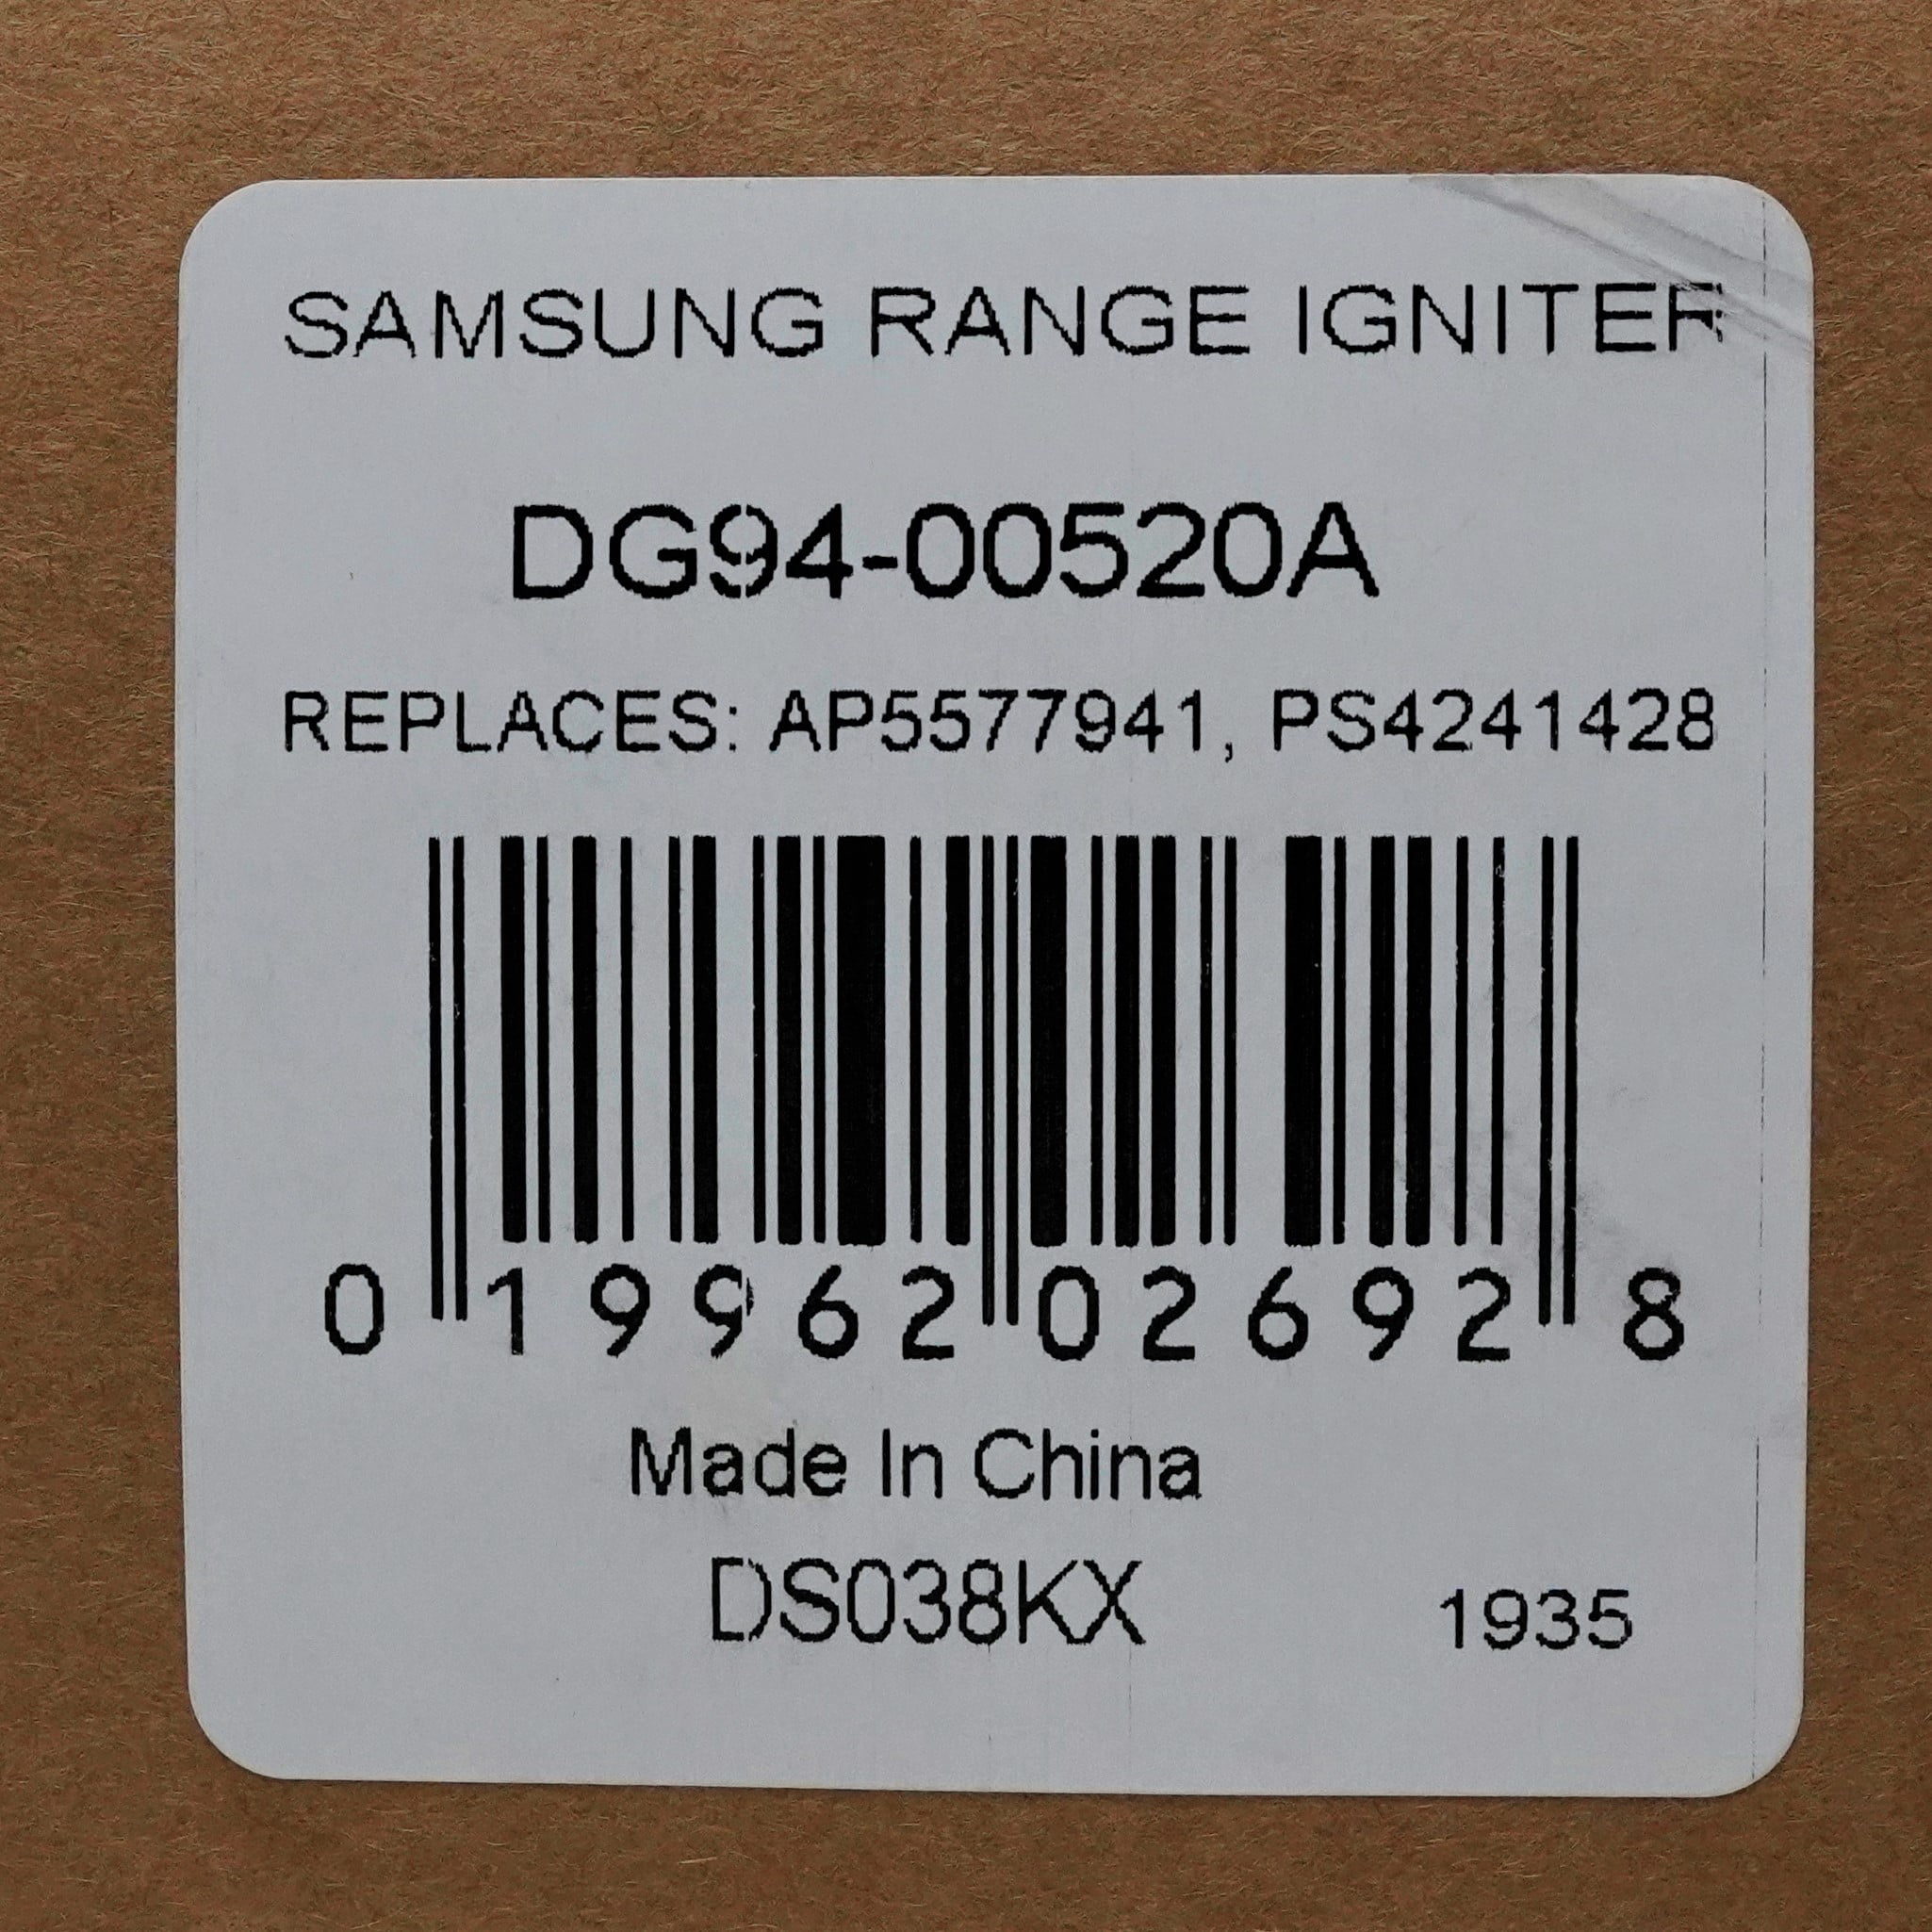 SAMSUNG RANGE IGNITER
DG94-00520A
REPLACES: AP5577941, PS4241428
0 19962 02692 8
Made In China
DS038KX 1935